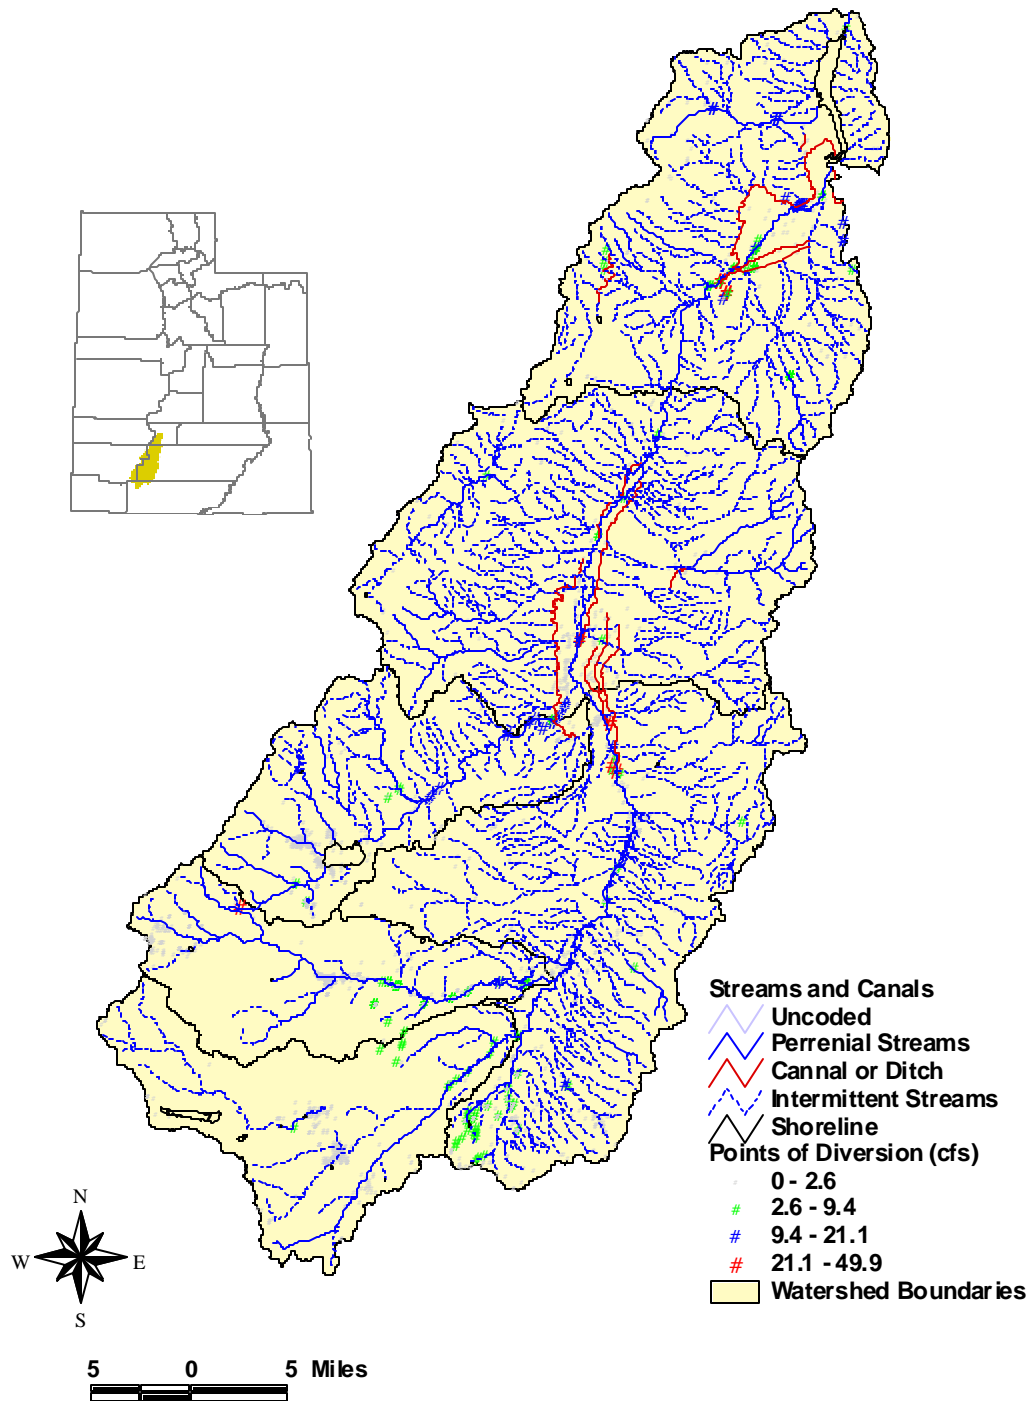 Streams and Canals
Uncoded
Perrenial Streams
Cannal or Ditch
Intermittent Streams
Shoreline
Points of Diversion (cfs)
0 - 2.6
# 2.6 - 9.4
# 9.4 - 21.1
# 21.1 - 49.9
Watershed Boundaries
N
W E
S
5 0 5 Miles